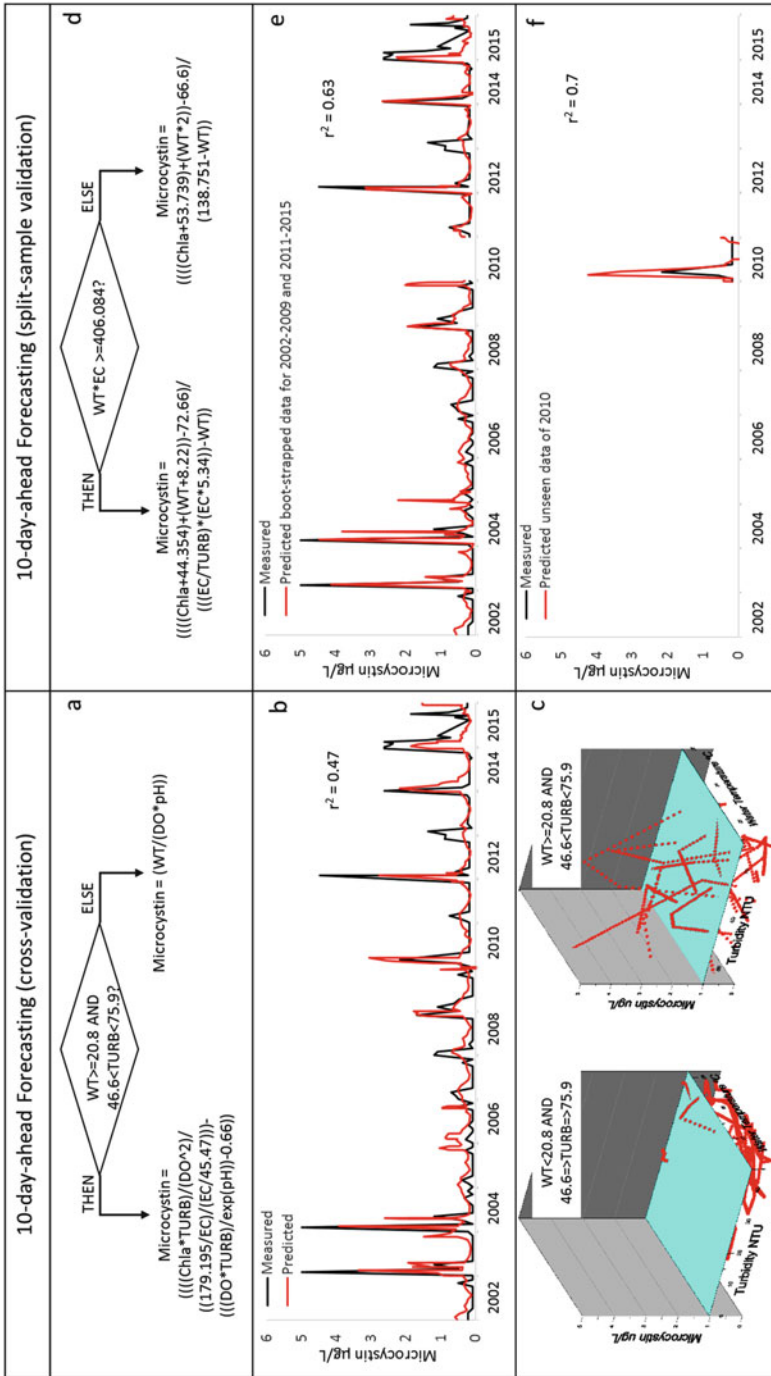 10-day-ahead Forecasting (cross-validation)
a
WT>=20.8 AND
46.6<TURB<75.9?
THEN
ELSE
Microcystin =
((((Chla*TURB)/(DO^2)/
((179.195/EC)/(EC/45.47)))-
(((DO*TURB)/exp(pH))-0.66))
Microcystin = (WT/(DO*pH))
b
Measured
Predicted
r² = 0.47
Microcystin µg/L
6
5
4
3
2
1
0
2002
2004
2006
2008
2010
2012
2014
2015
c
WT<20.8 AND
46.6=>TURB=>75.9
Microcystin ug/L
Turbidity NTU
WT>=20.8 AND
46.6<TURB<75.9
Microcystin ug/L
Turbidity NTU
Water Temperature °C
10-day-ahead Forecasting (split-sample validation)
d
WT*EC >=406.084?
THEN
ELSE
Microcystin =
((((Chla+44.354)+(WT+8.22))-72.66)/
(((EC/TURB)*(EC*5.34))-WT))
Microcystin =
((((Chla+53.739)+(WT*2))-66.6)/
(138.751-WT))
e
Measured
Predicted boot-strapped data for 2002-2009 and 2011-2015
r² = 0.63
Microcystin µg/L
6
5
4
3
2
1
0
2002
2004
2006
2008
2010
2012
2014
2015
f
Measured
Predicted unseen data of 2010
r² = 0.7
Microcystin µg/L
6
5
4
3
2
1
0
2002
2004
2006
2008
2010
2012
2014
2015